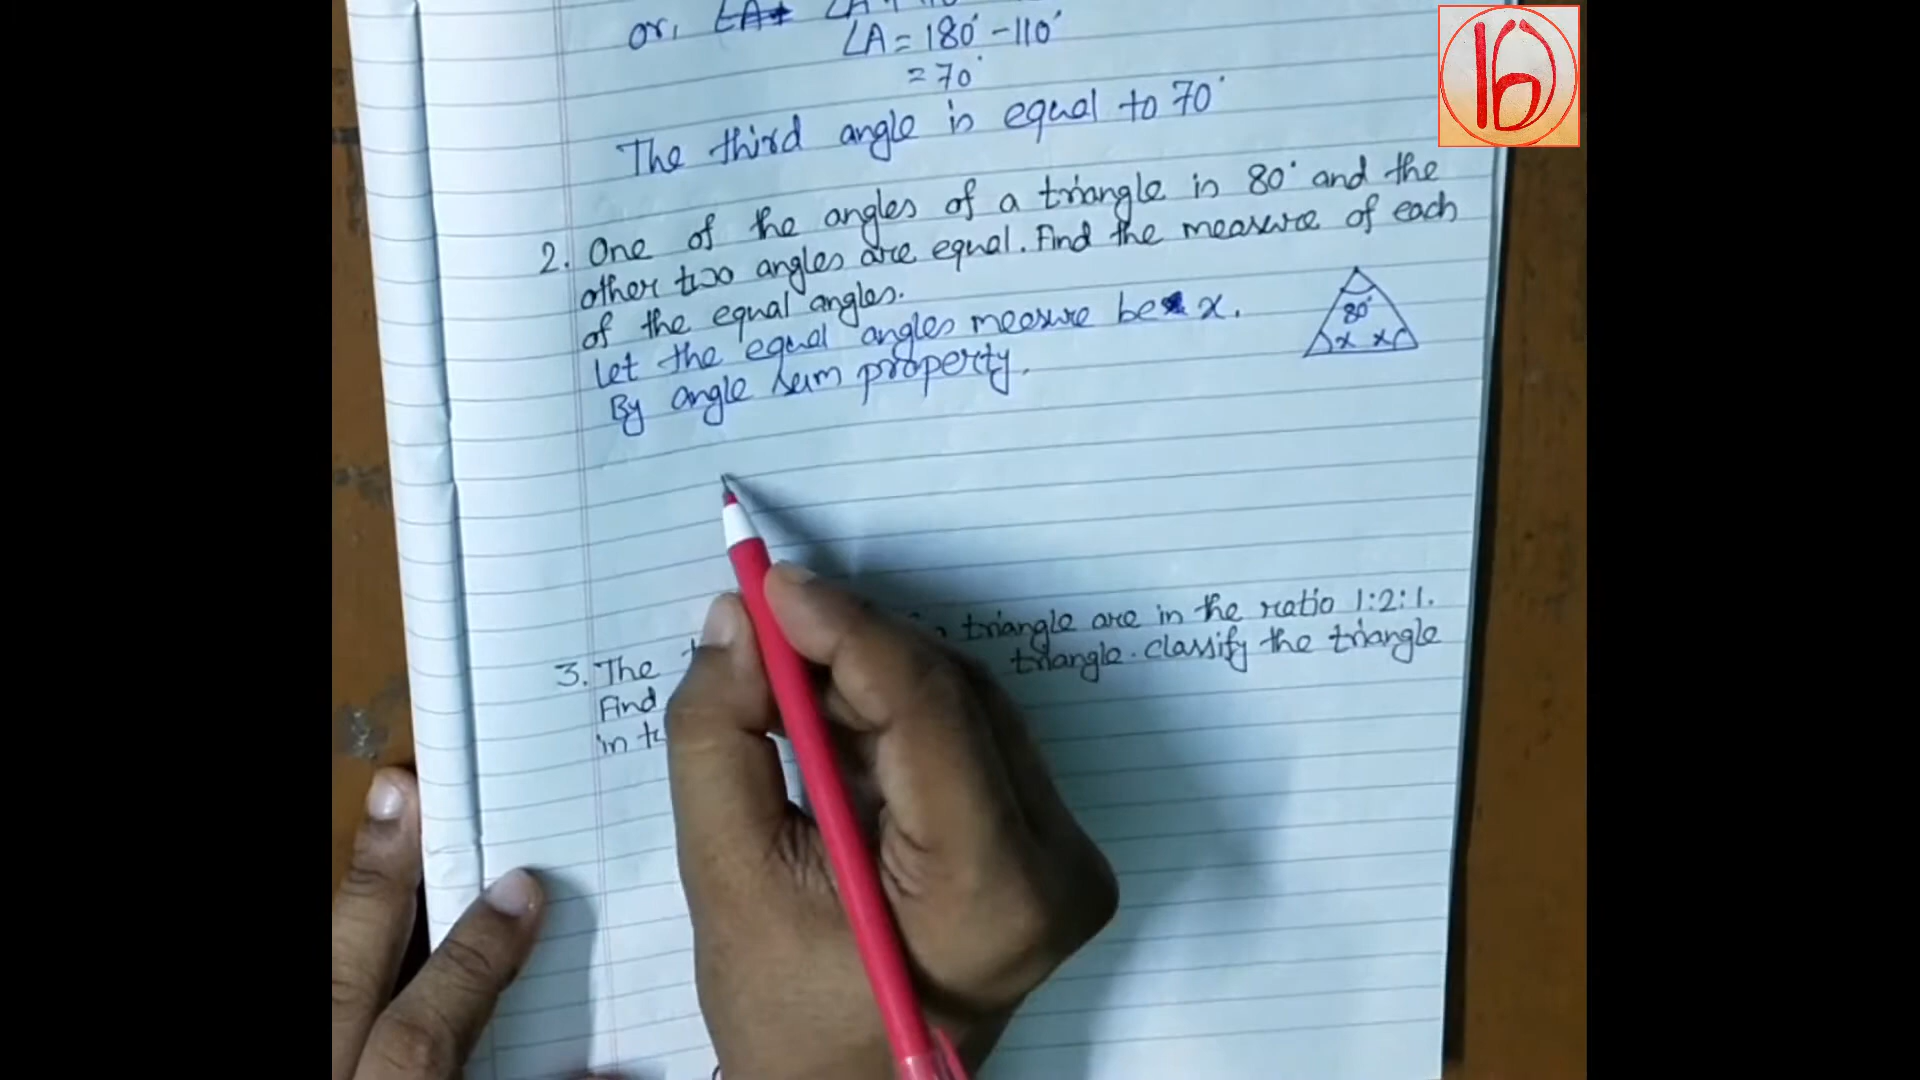 or, ∠A
∠A = 180° - 110°
= 70°
The third angle is equal to 70°
2. One of the angles of a triangle is 80° and the
other two angles are equal. Find the measure of each
of the equal angles.
Let the equal angles measure be x.
By angle sum property,
80°
x x
3. The triangle are in the ratio 1:2:1.
Find triangle. classify the triangle
in